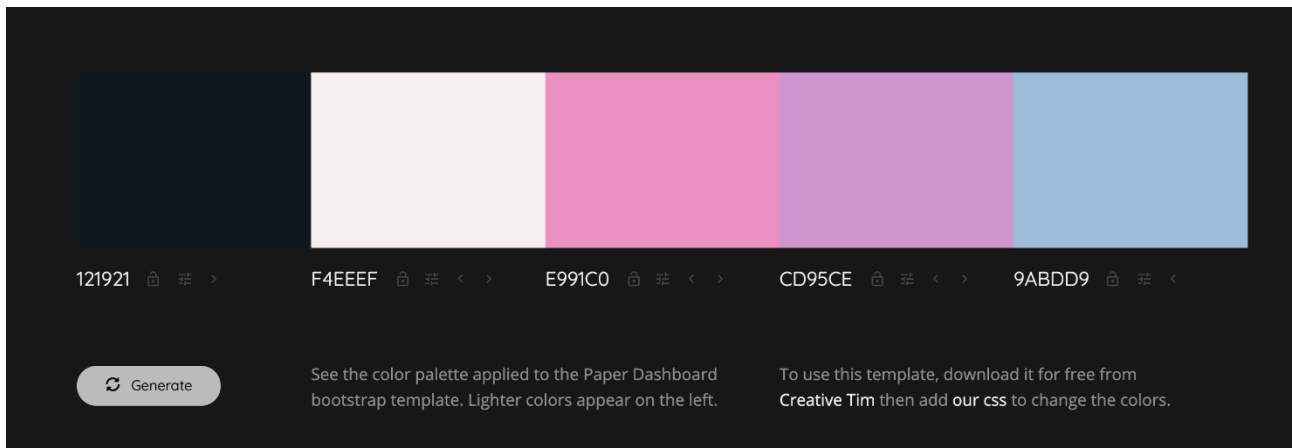 121921
F4EEEF
E991C0
CD95CE
9ABDD9
Generate
See the color palette applied to the Paper Dashboard
bootstrap template. Lighter colors appear on the left.
To use this template, download it for free from
Creative Tim then add our css to change the colors.